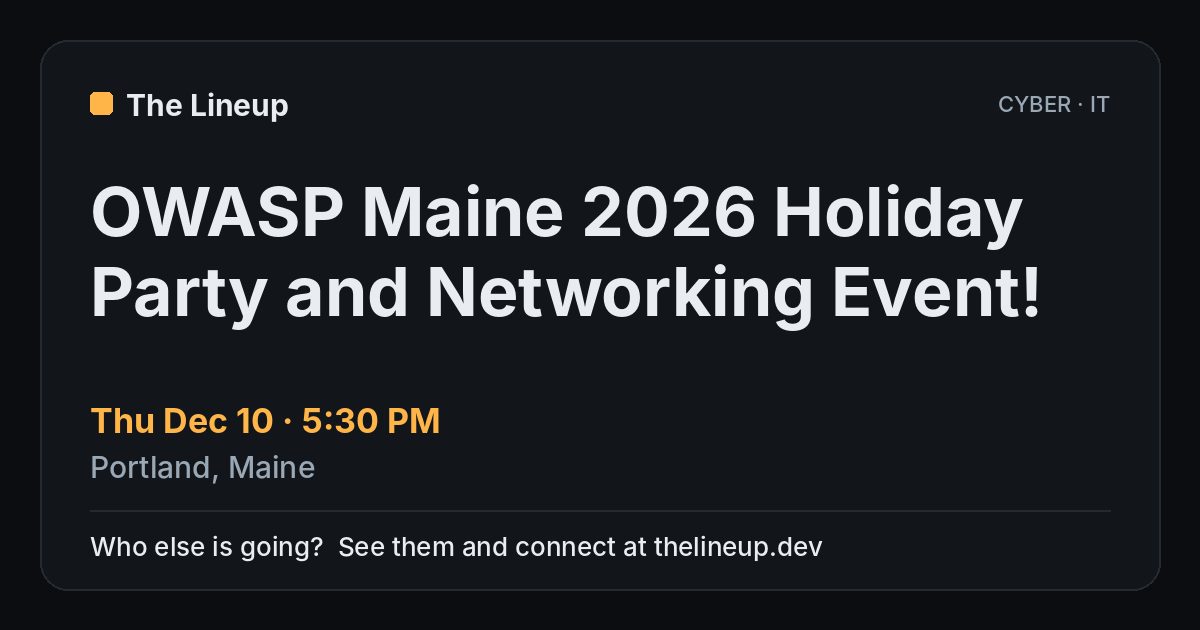 The Lineup
CYBER · IT
OWASP Maine 2026 Holiday
Party and Networking Event!
Thu Dec 10 · 5:30 PM
Portland, Maine
Who else is going?  See them and connect at thelineup.dev